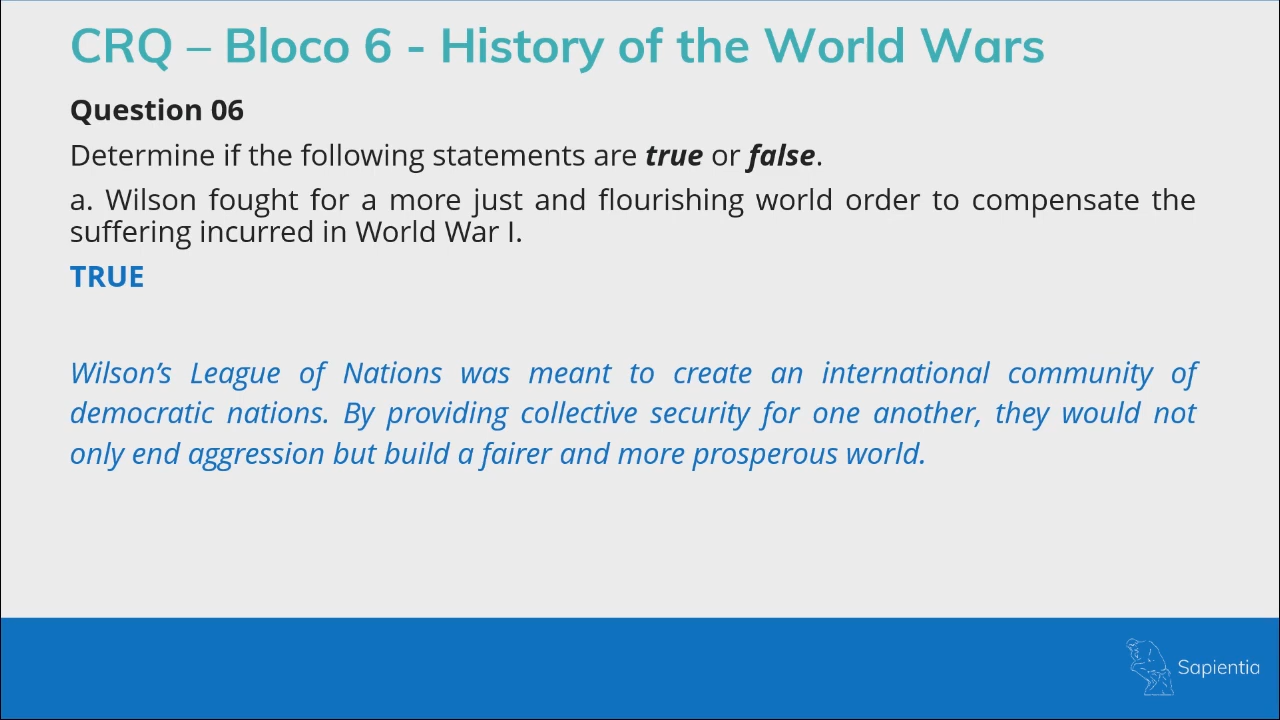 CRQ – Bloco 6 - History of the World Wars
Question 06
Determine if the following statements are true or false.
a. Wilson fought for a more just and flourishing world order to compensate the
suffering incurred in World War I.
TRUE
Wilson’s League of Nations was meant to create an international community of
democratic nations. By providing collective security for one another, they would not
only end aggression but build a fairer and more prosperous world.
Sapientia